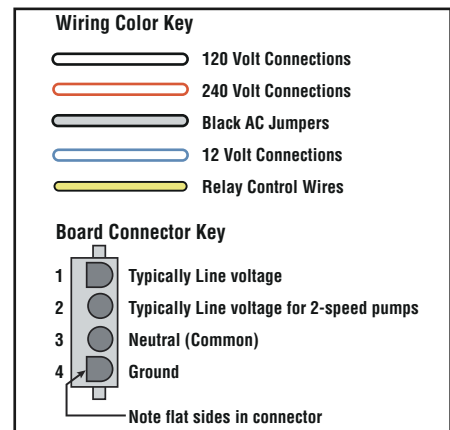 Wiring Color Key
120 Volt Connections
240 Volt Connections
Black AC Jumpers
12 Volt Connections
Relay Control Wires
Board Connector Key
1 Typically Line voltage
2 Typically Line voltage for 2-speed pumps
3 Neutral (Common)
4 Ground
Note flat sides in connector